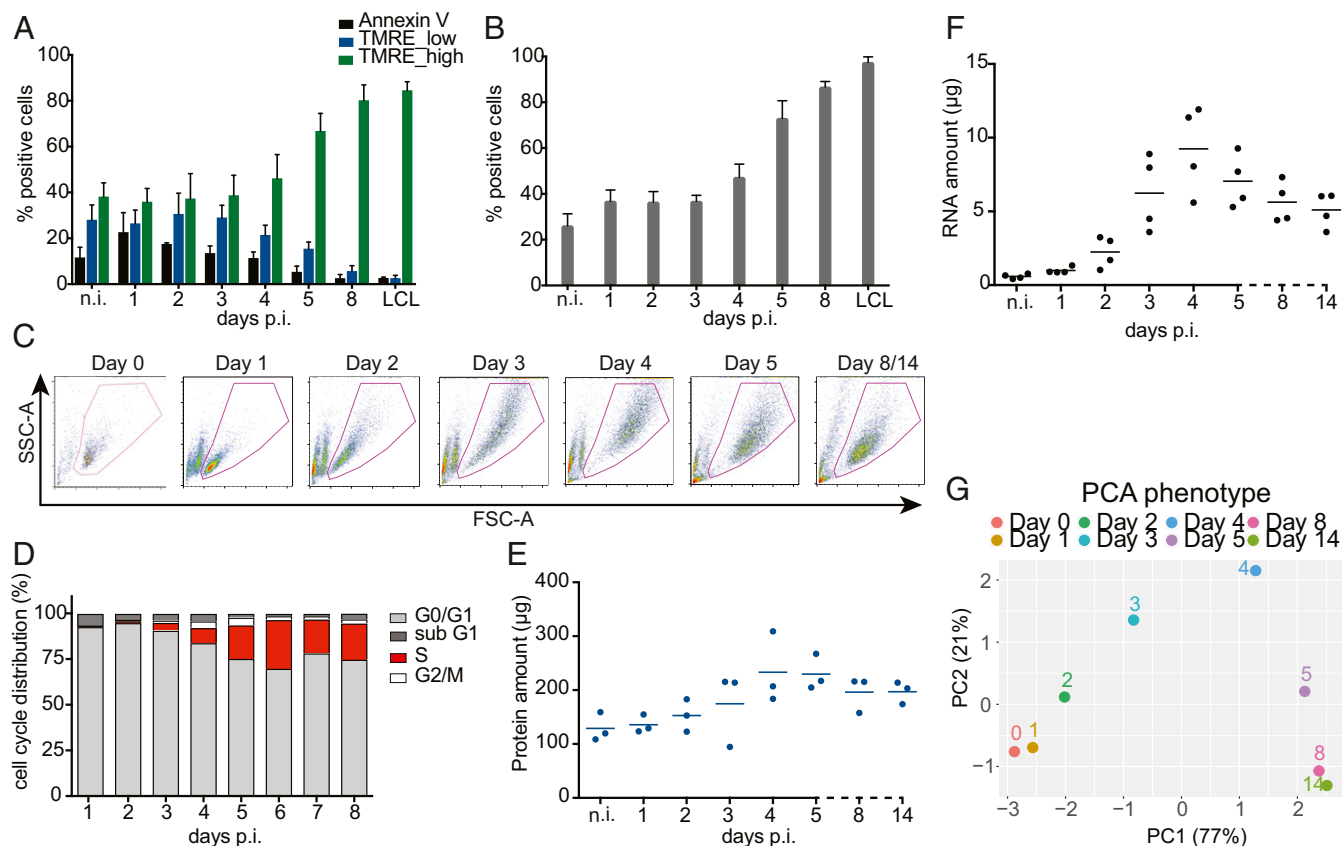 A
Annexin V
TMRE_low
TMRE_high
% positive cells
100
80
60
40
20
0
n.i. 1 2 3 4 5 8 LCL
days p.i.
B
% positive cells
100
80
60
40
20
0
n.i. 1 2 3 4 5 8 LCL
days p.i.
F
RNA amount (µg)
15
10
5
0
n.i. 1 2 3 4 5 8 14
days p.i.
C
Day 0 Day 1 Day 2 Day 3 Day 4 Day 5 Day 8/14
SSC-A
FSC-A
D
cell cycle distribution (%)
100
75
50
25
0
1 2 3 4 5 6 7 8
days p.i.
G0/G1
sub G1
S
G2/M
E
Protein amount (µg)
400
300
200
100
0
n.i. 1 2 3 4 5 8 14
days p.i.
G
PCA phenotype
Day 0 Day 2 Day 4 Day 8
Day 1 Day 3 Day 5 Day 14
PC2 (21%)
2
1
0
−1
4
3
5
2
0 1
8
14
−3 −2 −1 0 1 2
PC1 (77%)